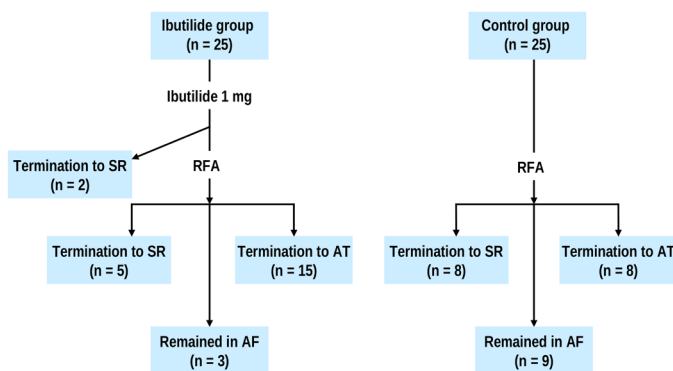 Ibutilide group
(n = 25)
Control group
(n = 25)
Ibutilide 1 mg
Termination to SR
(n = 2)
RFA
RFA
Termination to SR
(n = 5)
Termination to AT
(n = 15)
Termination to SR
(n = 8)
Termination to AT
(n = 8)
Remained in AF
(n = 3)
Remained in AF
(n = 9)